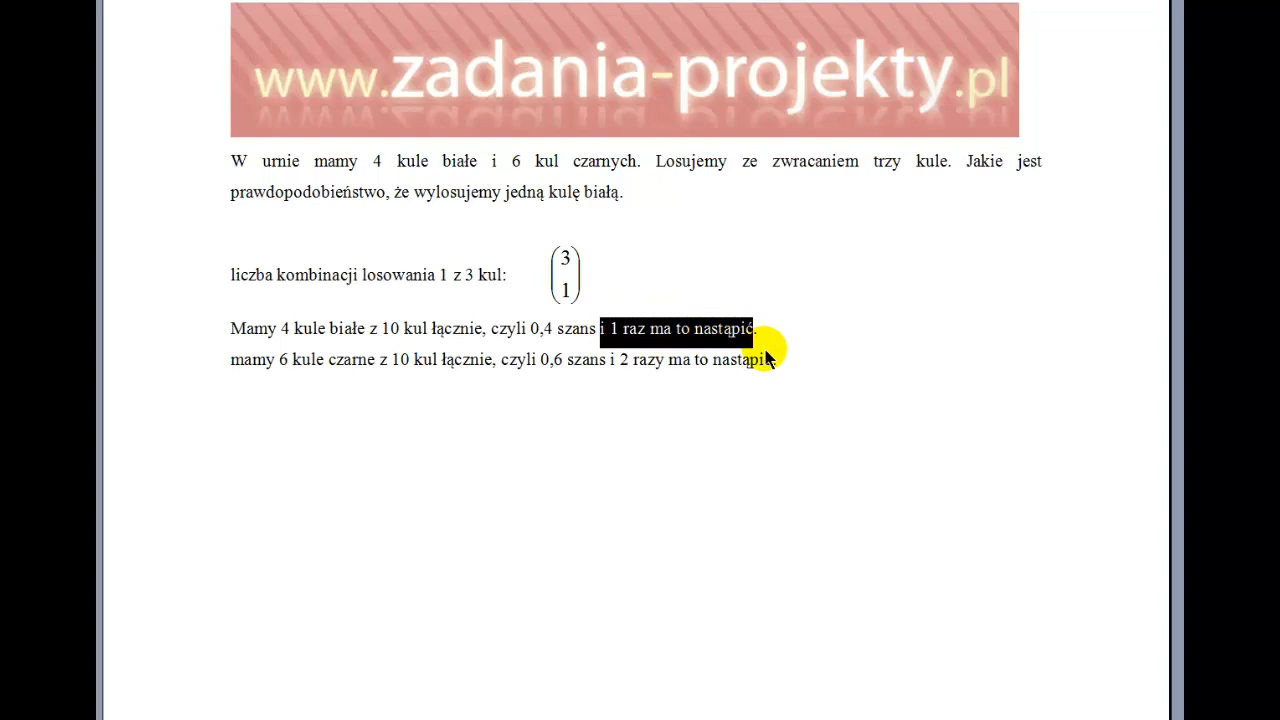 www.zadania-projekty.pl
W urnie mamy 4 kule białe i 6 kul czarnych. Losujemy ze zwracaniem trzy kule. Jakie jest
prawdopodobieństwo, że wylosujemy jedną kulę białą.
3
liczba kombinacji losowania 1 z 3 kul:
1
Mamy 4 kule białe z 10 kul łącznie, czyli 0,4 szans i 1 raz ma to nastąpić.
mamy 6 kule czarne z 10 kul łącznie, czyli 0,6 szans i 2 razy ma to nastąpić.